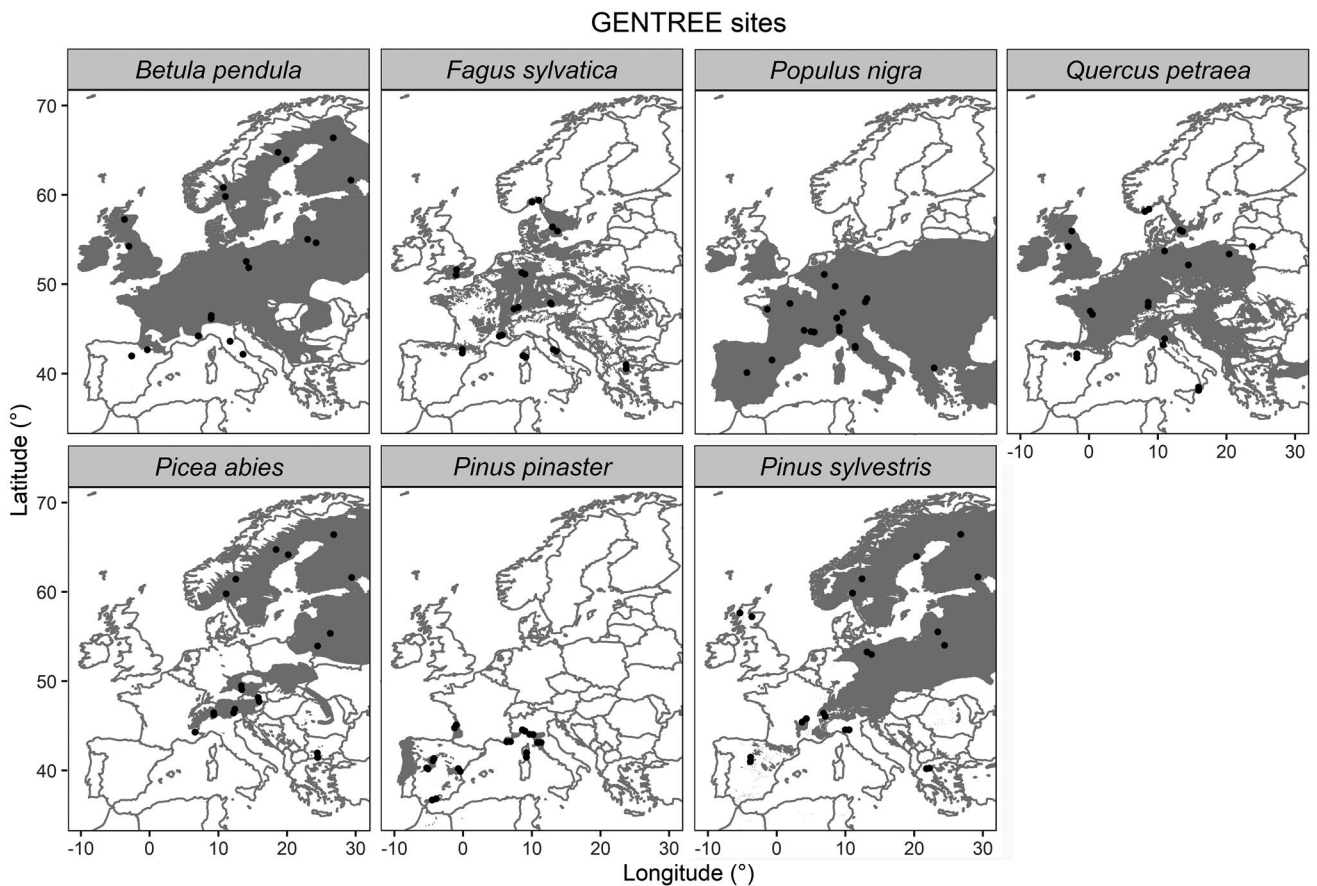 GENTREE sites
Betula pendula
Fagus sylvatica
Populus nigra
Quercus petraea
70
60
50
40
-10 0 10 20 30
Picea abies
Pinus pinaster
Pinus sylvestris
70
60
50
40
-10 0 10 20 30
-10 0 10 20 30
-10 0 10 20 30
Latitude (°)
Longitude (°)